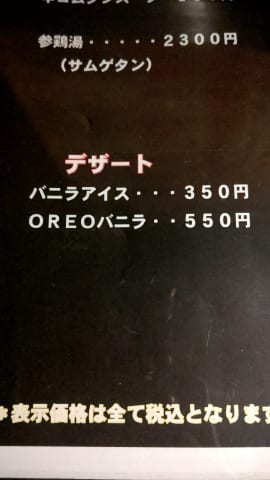 参鶏湯・・・・・2300円
(サムゲタン)
デザート
バニラアイス・・・350円
OREOバニラ・・550円
*表示価格は全て税込となります